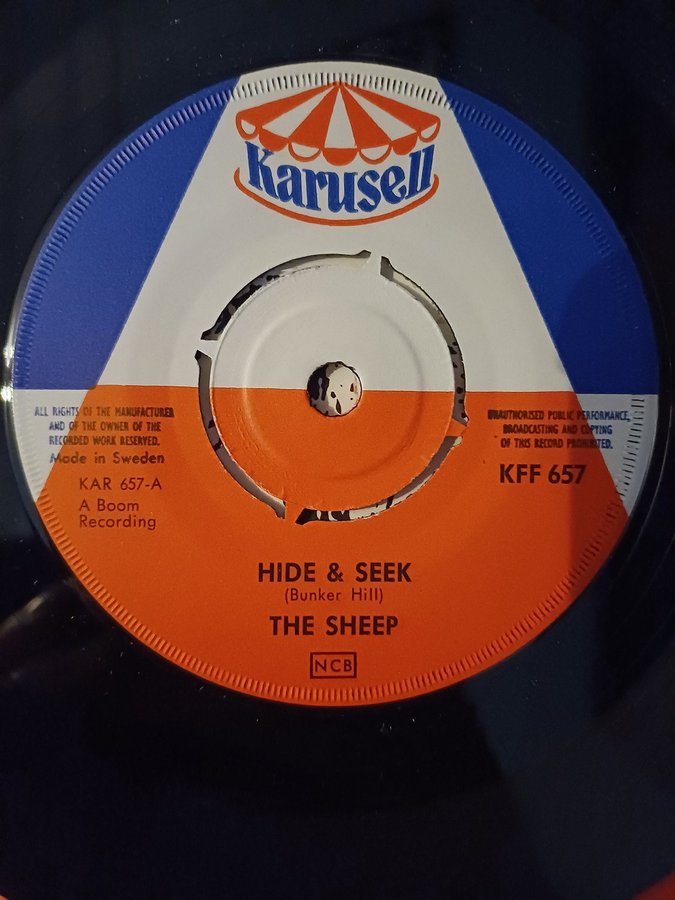 Karusell
ALL RIGHTS OF THE MANUFACTURER
AND OF THE OWNER OF THE
RECORDED WORK RESERVED.
Made in Sweden
KAR 657-A
A Boom
Recording
UNAUTHORISED PUBLIC PERFORMANCE,
BROADCASTING AND COPYING
OF THIS RECORD PROHIBITED.
KFF 657
HIDE & SEEK
(Bunker Hill)
THE SHEEP
NCB